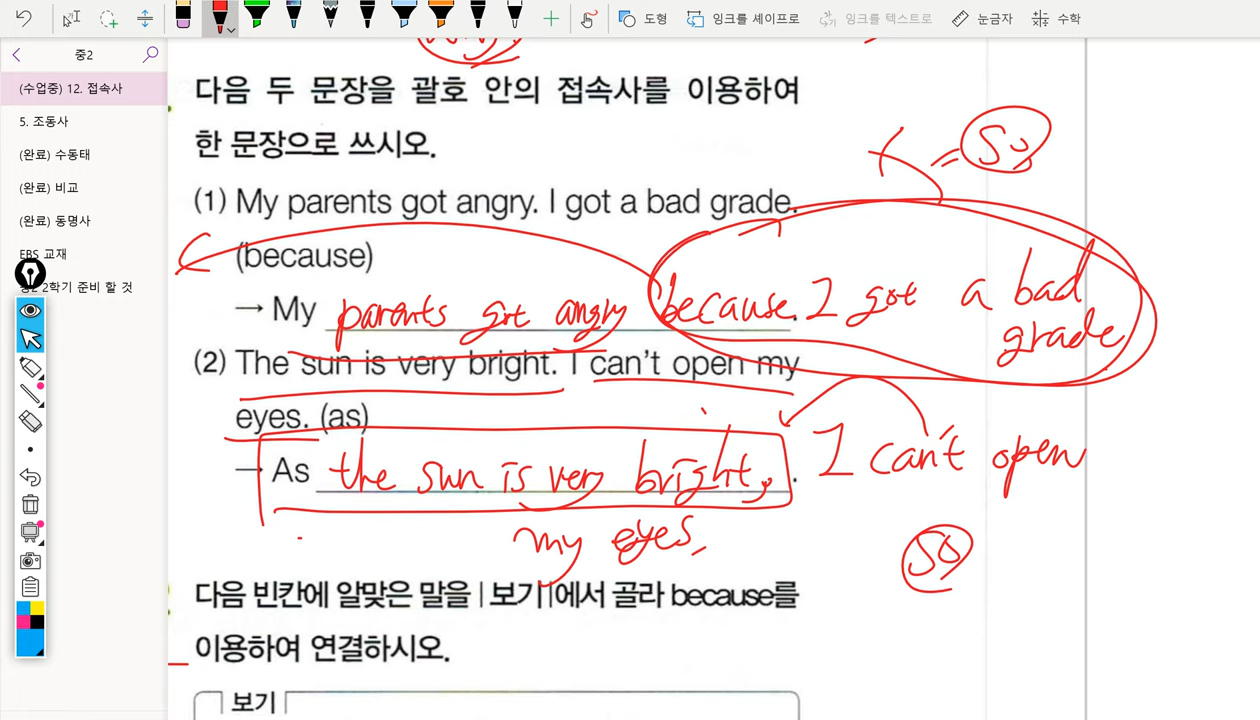 도형
잉크를 셰이프로
잉크를 텍스트로
눈금자
수학
중2
(수업중) 12. 접속사
5. 조동사
(완료) 수동태
(완료) 비교
(완료) 동명사
EBS 교재
2학기 준비 할 것
다음 두 문장을 괄호 안의 접속사를 이용하여
한 문장으로 쓰시오.
so
(1) My parents got angry. I got a bad grade.
(because)
→ My parents got angry because. I got a bad
grade
(2) The sun is very bright. I can't open my
eyes. (as)
→ As the sun is very bright, . I can't open
my eyes.
so
다음 빈칸에 알맞은 말을 |보기|에서 골라 because를
이용하여 연결하시오.
보기